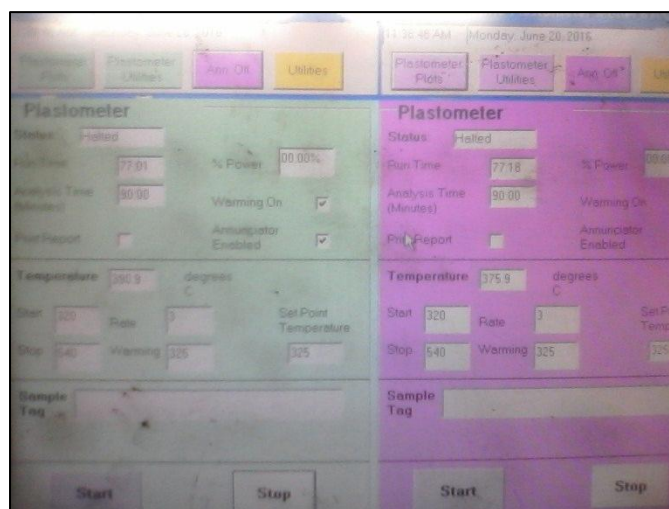 June 20, 2016
11:36:46 AM Monday, June 20, 2016
Plastometer Utilities
Ann Off
Utilities
Plastometer Plots
Plastometer Utilities
Ann Off
Plastometer
Status Halted
Run Time 77:01 % Power 00.00%
Analysis Time (Minutes) 90:00 Warming On
Print Report Annunciator Enabled
Temperature degrees C
Start 320 Rate 3 Set Point Temperature
Stop 540 Warming 325 325
Sample Tag
Start Stop
Plastometer
Status Halted
Run Time 77:18 % Power
Analysis Time (Minutes) 90:00 Warming On
Print Report Annunciator Enabled
Temperature 375.9 degrees C
Start 320 Rate 3
Stop 540 Warming 325
Sample Tag
Start Stop